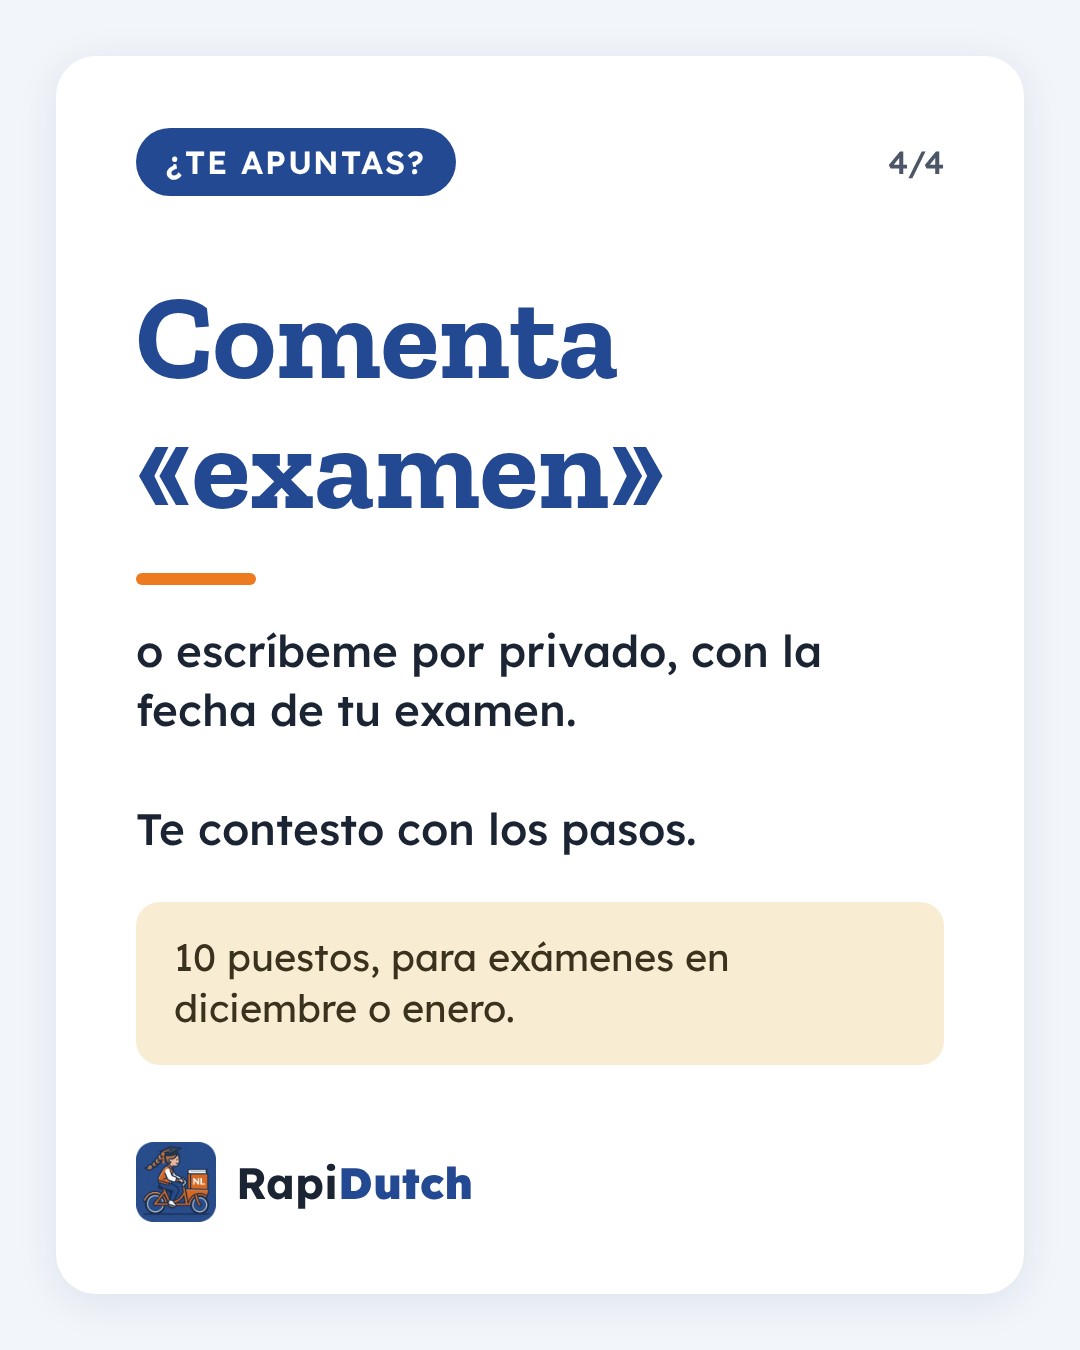 ¿TE APUNTAS?
4/4
Comenta
«examen»
o escríbeme por privado, con la
fecha de tu examen.
Te contesto con los pasos.
10 puestos, para exámenes en
diciembre o enero.
NL
RapiDutch